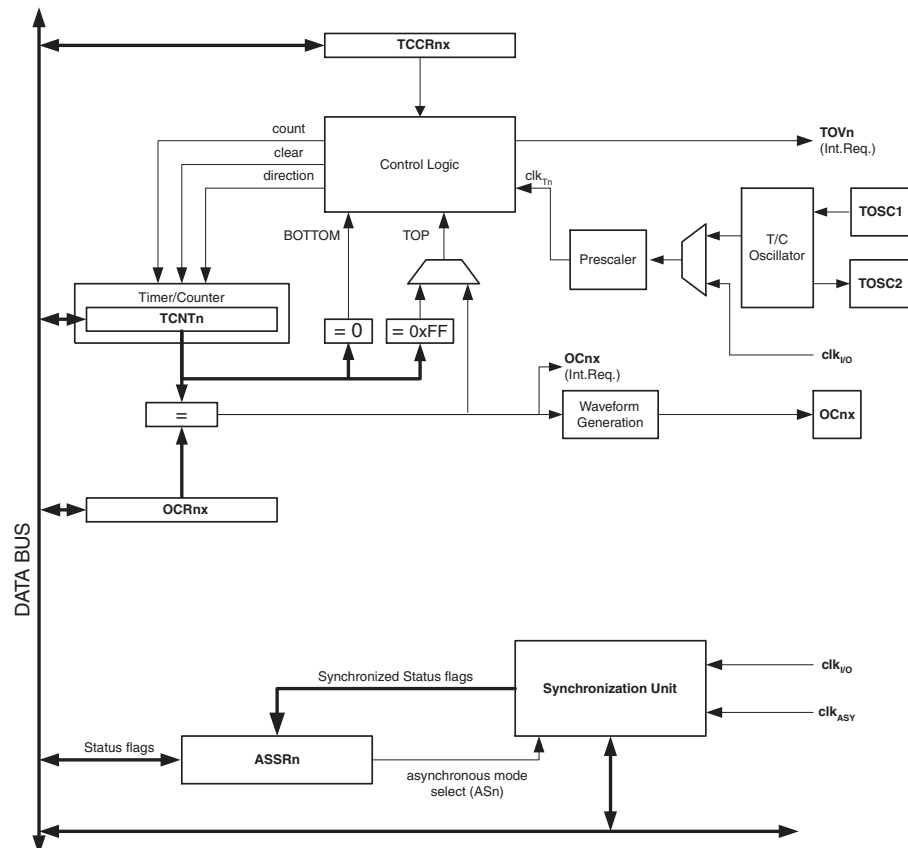 TCCRnx
count
clear
direction
Control Logic
TOVn
(Int.Req.)
clkTn
BOTTOM
TOP
TOSC1
T/C
Oscillator
Prescaler
TOSC2
clkI/O
Timer/Counter
TCNTn
= 0
= 0xFF
OCnx
(Int.Req.)
=
Waveform
Generation
OCnx
OCRnx
DATA BUS
Synchronized Status flags
Synchronization Unit
clkI/O
clkASY
Status flags
ASSRn
asynchronous mode
select (ASn)